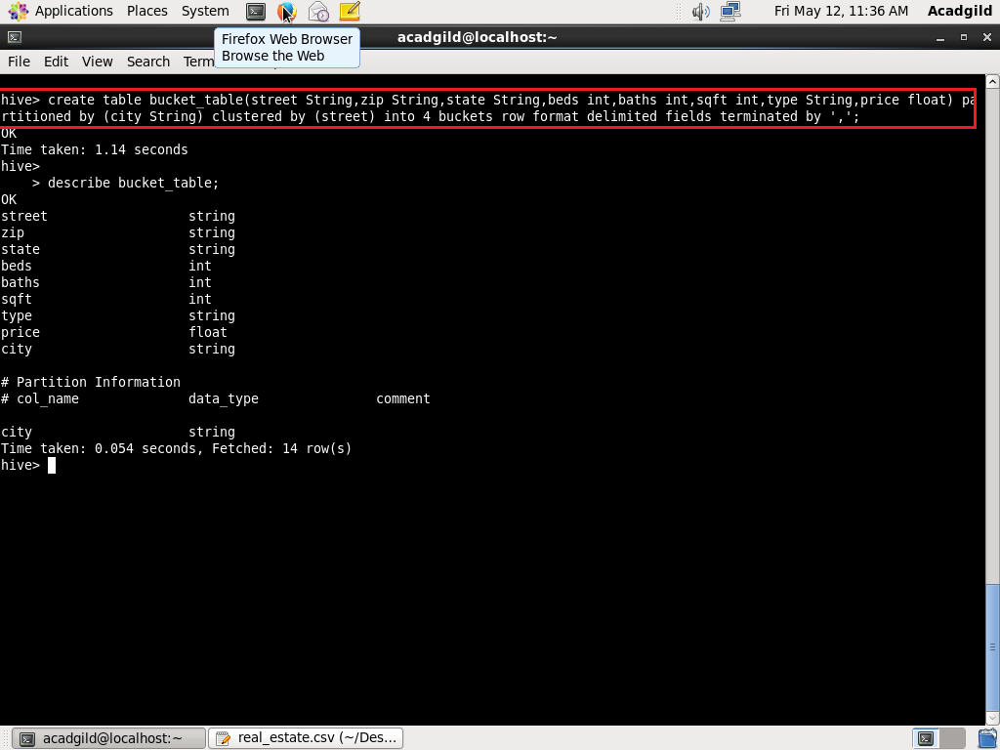 Applications Places System Fri May 12, 11:36 AM Acadgild
Firefox Web Browser
Browse the Web
acadgild@localhost:~
File Edit View Search Term
hive> create table bucket_table(street String,zip String,state String,beds int,baths int,sqft int,type String,price float) pa
rtitioned by (city String) clustered by (street) into 4 buckets row format delimited fields terminated by ',';
OK
Time taken: 1.14 seconds
hive>
    > describe bucket_table;
OK
street string
zip string
state string
beds int
baths int
sqft int
type string
price float
city string
# Partition Information
# col_name data_type comment
city string
Time taken: 0.054 seconds, Fetched: 14 row(s)
hive>
acadgild@localhost:~ real_estate.csv (~/Des...